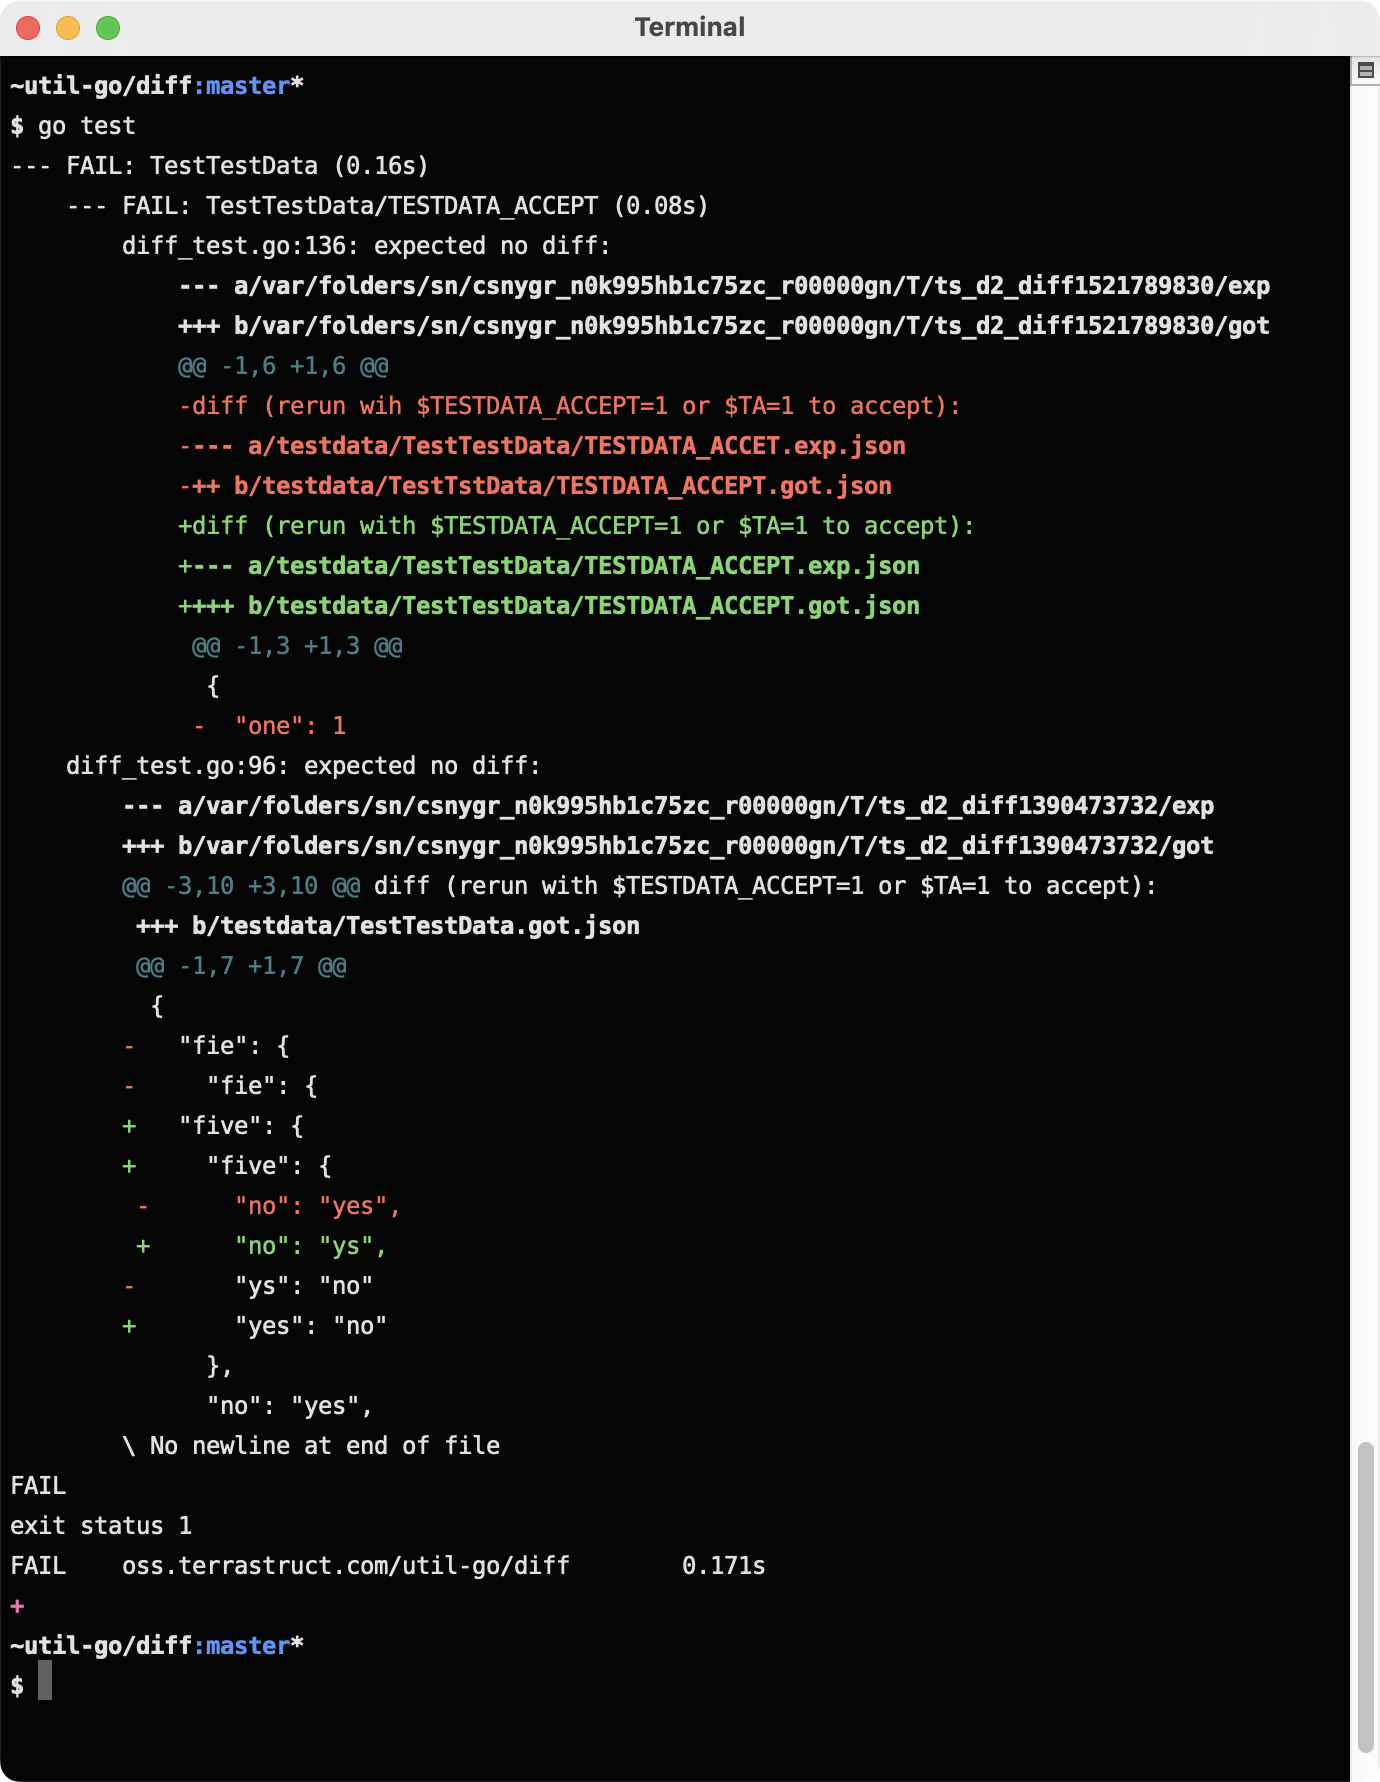 Terminal
~util-go/diff:master*
$ go test
--- FAIL: TestTestData (0.16s)
    --- FAIL: TestTestData/TESTDATA_ACCEPT (0.08s)
        diff_test.go:136: expected no diff:
            --- a/var/folders/sn/csnygr_n0k995hb1c75zc_r00000gn/T/ts_d2_diff1521789830/exp
            +++ b/var/folders/sn/csnygr_n0k995hb1c75zc_r00000gn/T/ts_d2_diff1521789830/got
            @@ -1,6 +1,6 @@
            -diff (rerun wih $TESTDATA_ACCEPT=1 or $TA=1 to accept):
            ---- a/testdata/TestTestData/TESTDATA_ACCET.exp.json
            -++ b/testdata/TestTstData/TESTDATA_ACCEPT.got.json
            +diff (rerun with $TESTDATA_ACCEPT=1 or $TA=1 to accept):
            +--- a/testdata/TestTestData/TESTDATA_ACCEPT.exp.json
            ++++ b/testdata/TestTestData/TESTDATA_ACCEPT.got.json
             @@ -1,3 +1,3 @@
              {
             -  "one": 1
    diff_test.go:96: expected no diff:
        --- a/var/folders/sn/csnygr_n0k995hb1c75zc_r00000gn/T/ts_d2_diff1390473732/exp
        +++ b/var/folders/sn/csnygr_n0k995hb1c75zc_r00000gn/T/ts_d2_diff1390473732/got
        @@ -3,10 +3,10 @@ diff (rerun with $TESTDATA_ACCEPT=1 or $TA=1 to accept):
         +++ b/testdata/TestTestData.got.json
         @@ -1,7 +1,7 @@
          {
        -   "fie": {
        -     "fie": {
        +   "five": {
        +     "five": {
         -      "no": "yes",
         +      "no": "ys",
        -       "ys": "no"
        +       "yes": "no"
              },
              "no": "yes",
        \ No newline at end of file
FAIL
exit status 1
FAIL    oss.terrastruct.com/util-go/diff        0.171s
+
~util-go/diff:master*
$